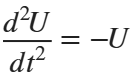 d²U/dt² = −U